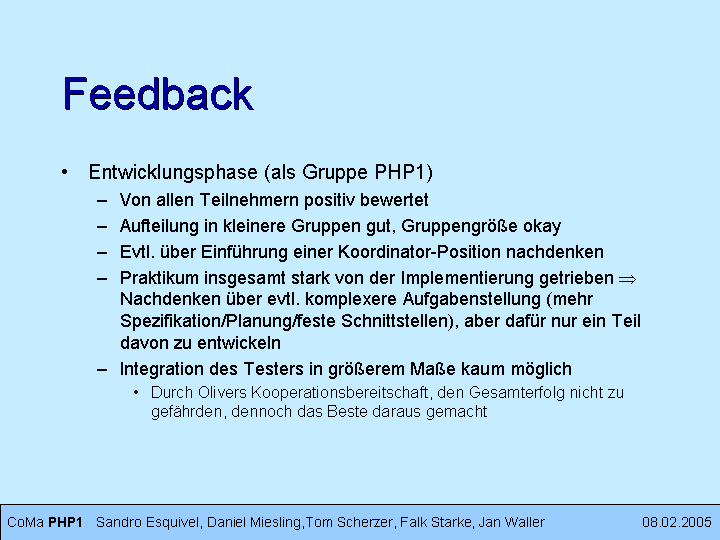 Feedback
• Entwicklungsphase (als Gruppe PHP1)
– Von allen Teilnehmern positiv bewertet
– Aufteilung in kleinere Gruppen gut, Gruppengröße okay
– Evtl. über Einführung einer Koordinator-Position nachdenken
– Praktikum insgesamt stark von der Implementierung getrieben ⇒
Nachdenken über evtl. komplexere Aufgabenstellung (mehr
Spezifikation/Planung/feste Schnittstellen), aber dafür nur ein Teil
davon zu entwickeln
– Integration des Testers in größerem Maße kaum möglich
• Durch Olivers Kooperationsbereitschaft, den Gesamterfolg nicht zu
gefährden, dennoch das Beste daraus gemacht
CoMa PHP1 Sandro Esquivel, Daniel Miesling,Tom Scherzer, Falk Starke, Jan Waller 08.02.2005